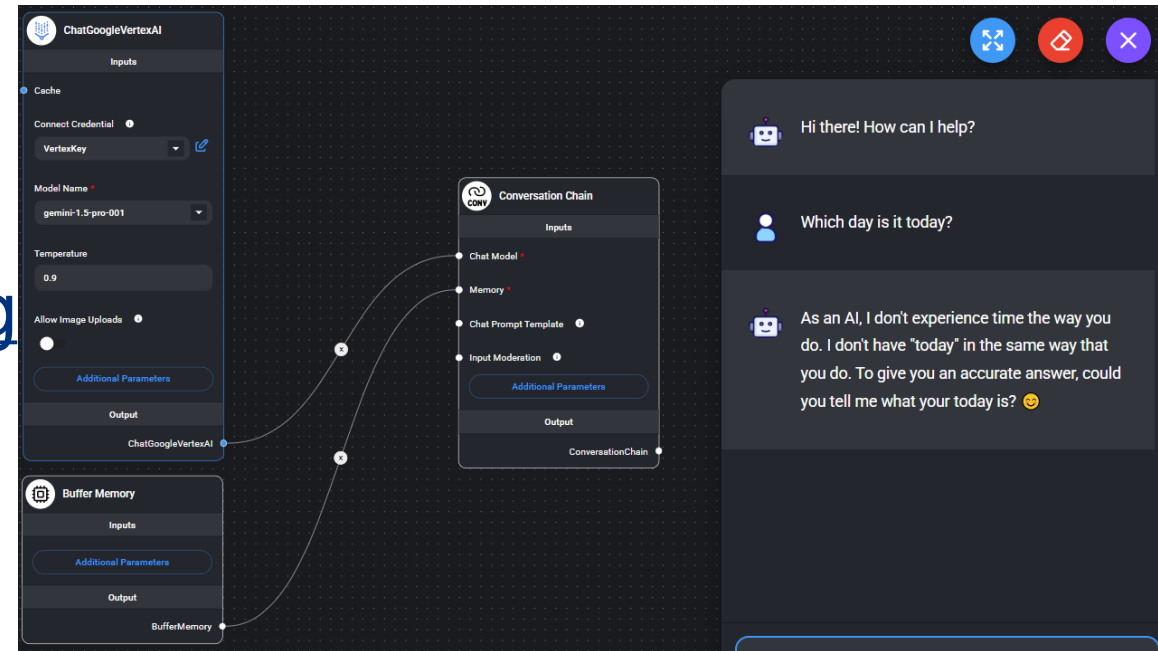 ChatGoogleVertexAI
Inputs
Cache
Connect Credential
VertexKey
Model Name *
gemini-1.5-pro-001
Temperature
0.9
Allow Image Uploads
Additional Parameters
Output
ChatGoogleVertexAI
Buffer Memory
Inputs
Additional Parameters
Output
BufferMemory
g
CONV
Conversation Chain
Inputs
Chat Model *
Memory *
Chat Prompt Template
Input Moderation
Additional Parameters
Output
ConversationChain
Hi there! How can I help?
Which day is it today?
As an AI, I don't experience time the way you
do. I don't have "today" in the same way that
you do. To give you an accurate answer, could
you tell me what your today is? 😊